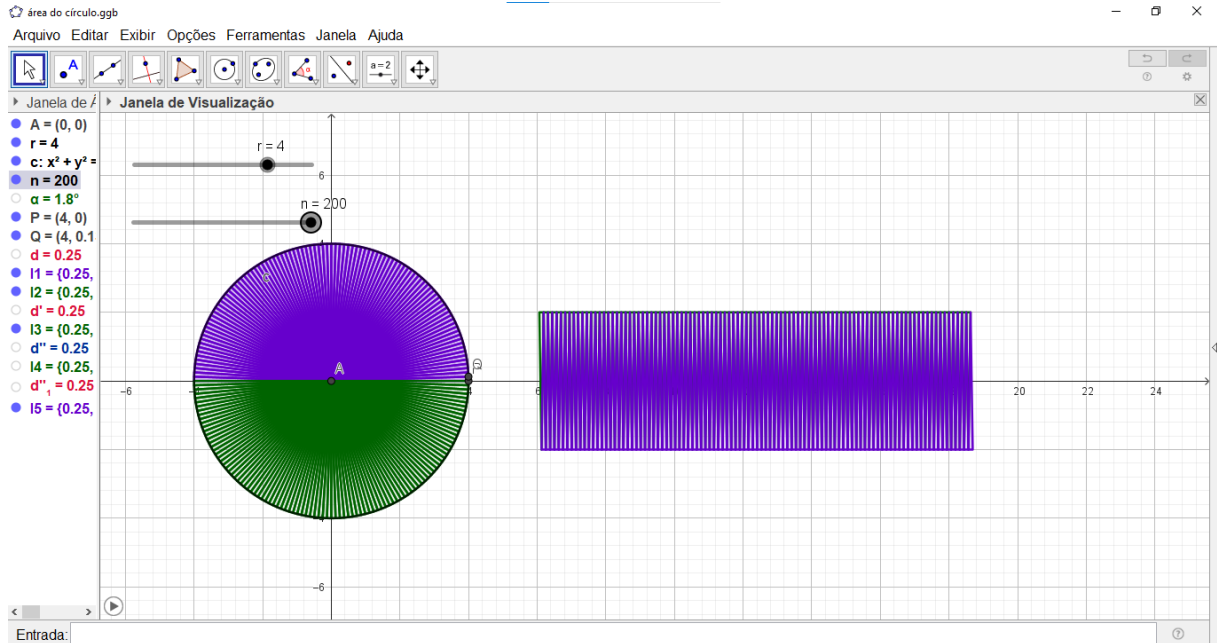 área do círculo.ggb
Arquivo Editar Exibir Opções Ferramentas Janela Ajuda
A
a = 2
Janela de Á
Janela de Visualização
A = (0, 0)
r = 4
c: x² + y² =
n = 200
α = 1.8°
P = (4, 0)
Q = (4, 0.1
d = 0.25
l1 = {0.25,
l2 = {0.25,
d' = 0.25
l3 = {0.25,
d'' = 0.25
l4 = {0.25,
d''₁ = 0.25
l5 = {0.25,
r = 4
6
n = 200
c
A
−6
6
20
22
24
−6
Entrada: